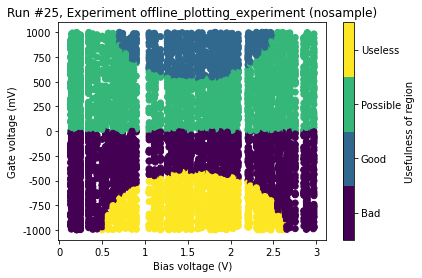 Run #25, Experiment offline_plotting_experiment (nosample)
1000
750
500
250
0
-250
-500
-750
-1000
Gate voltage (mV)
0
0.5
1
1.5
2
2.5
3
Bias voltage (V)
Useless
Possible
Good
Bad
Usefulness of region